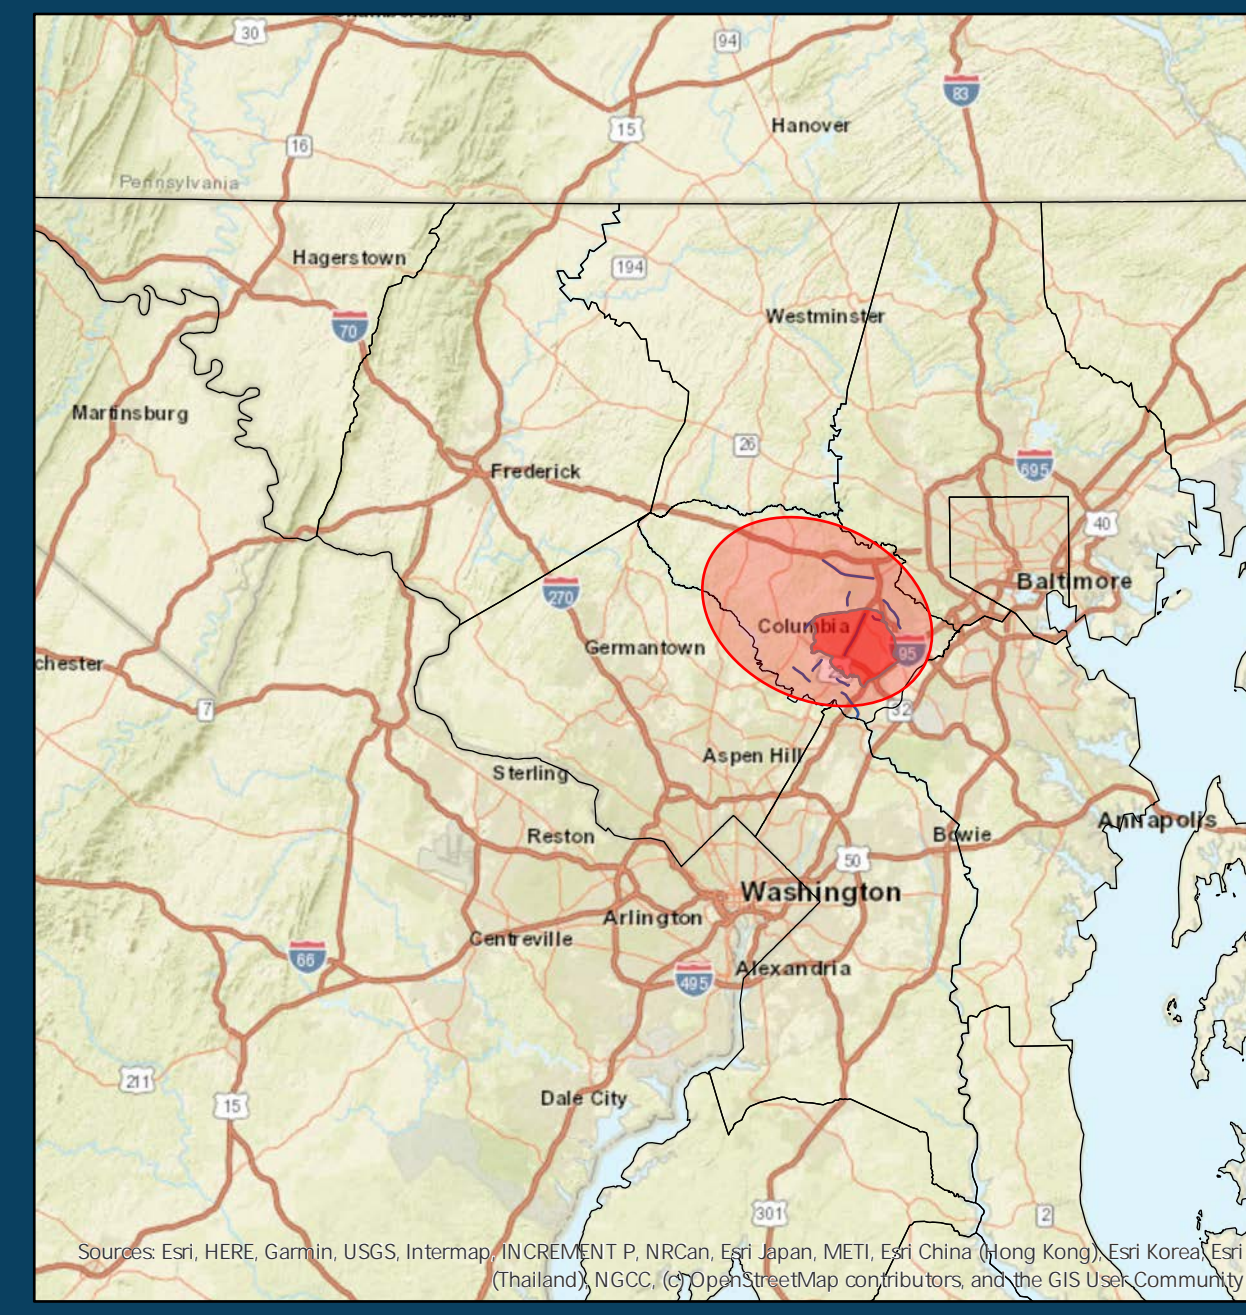 30
94
83
15
Hanover
16
Pennsylvania
Hagerstown
194
70
Westminster
Martinsburg
26
695
Frederick
40
Baltimore
270
Columbia
Germantown
95
chester
7
32
Aspen Hill
Sterling
Annapolis
Reston
Bowie
50
Washington
Arlington
Centreville
66
Alexandria
495
211
Dale City
15
301
2
Sources: Esri, HERE, Garmin, USGS, Intermap, INCREMENT P, NRCan, Esri Japan, METI, Esri China (Hong Kong), Esri Korea, Esri
(Thailand), NGCC, (c) OpenStreetMap contributors, and the GIS User Community